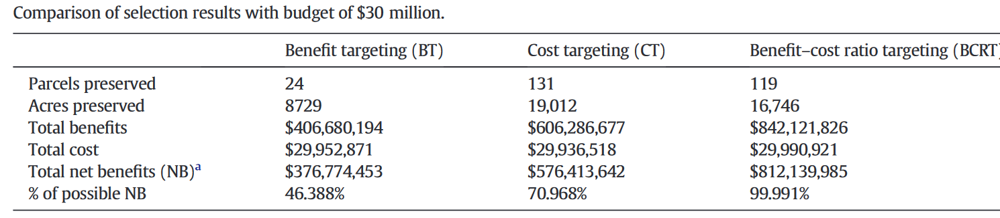 Comparison of selection results with budget of $30 million.
Benefit targeting (BT) Cost targeting (CT) Benefit–cost ratio targeting (BCRT)
Parcels preserved 24 131 119
Acres preserved 8729 19,012 16,746
Total benefits $406,680,194 $606,286,677 $842,121,826
Total cost $29,952,871 $29,936,518 $29,990,921
Total net benefits (NB)a $376,774,453 $576,413,642 $812,139,985
% of possible NB 46.388% 70.968% 99.991%